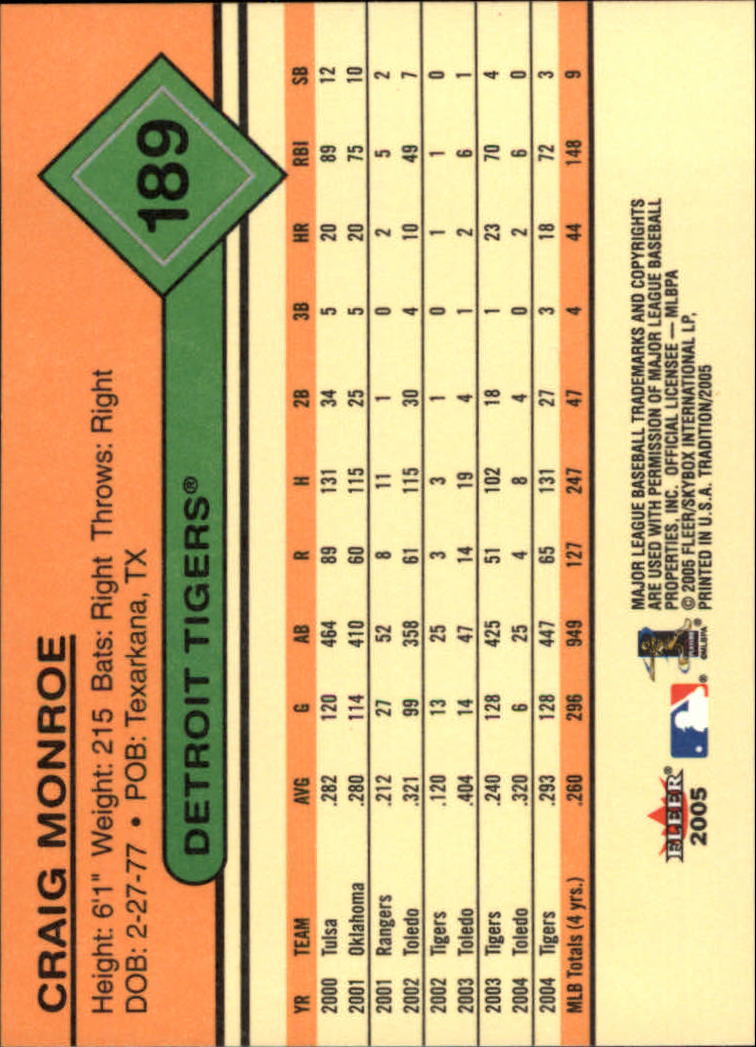 CRAIG MONROE
Height: 6'1" Weight: 215 Bats: Right Throws: Right
DOB: 2-27-77 • POB: Texarkana, TX
189
DETROIT TIGERS®
YR TEAM AVG G AB R H 2B 3B HR RBI SB
2000 Tulsa .282 120 464 89 131 34 5 20 89 12
2001 Oklahoma .280 114 410 60 115 25 5 20 75 10
2001 Rangers .212 27 52 8 11 1 0 2 5 2
2002 Toledo .321 99 358 61 115 30 4 10 49 7
2002 Tigers .120 13 25 3 3 1 0 1 1 0
2003 Toledo .404 14 47 14 19 4 1 2 6 1
2003 Tigers .240 128 425 51 102 18 1 23 70 4
2004 Toledo .320 6 25 4 8 4 0 2 6 0
2004 Tigers .293 128 447 65 131 27 3 18 72 3
MLB Totals (4 yrs.) .260 296 949 127 247 47 4 44 148 9
FLEER®
2005
®
®
©MLBPA
MAJOR LEAGUE BASEBALL TRADEMARKS AND COPYRIGHTS
ARE USED WITH PERMISSION OF MAJOR LEAGUE BASEBALL
PROPERTIES, INC. OFFICIAL LICENSEE — MLBPA
© 2005 FLEER/SKYBOX INTERNATIONAL LP,
PRINTED IN U.S.A. TRADITION/2005